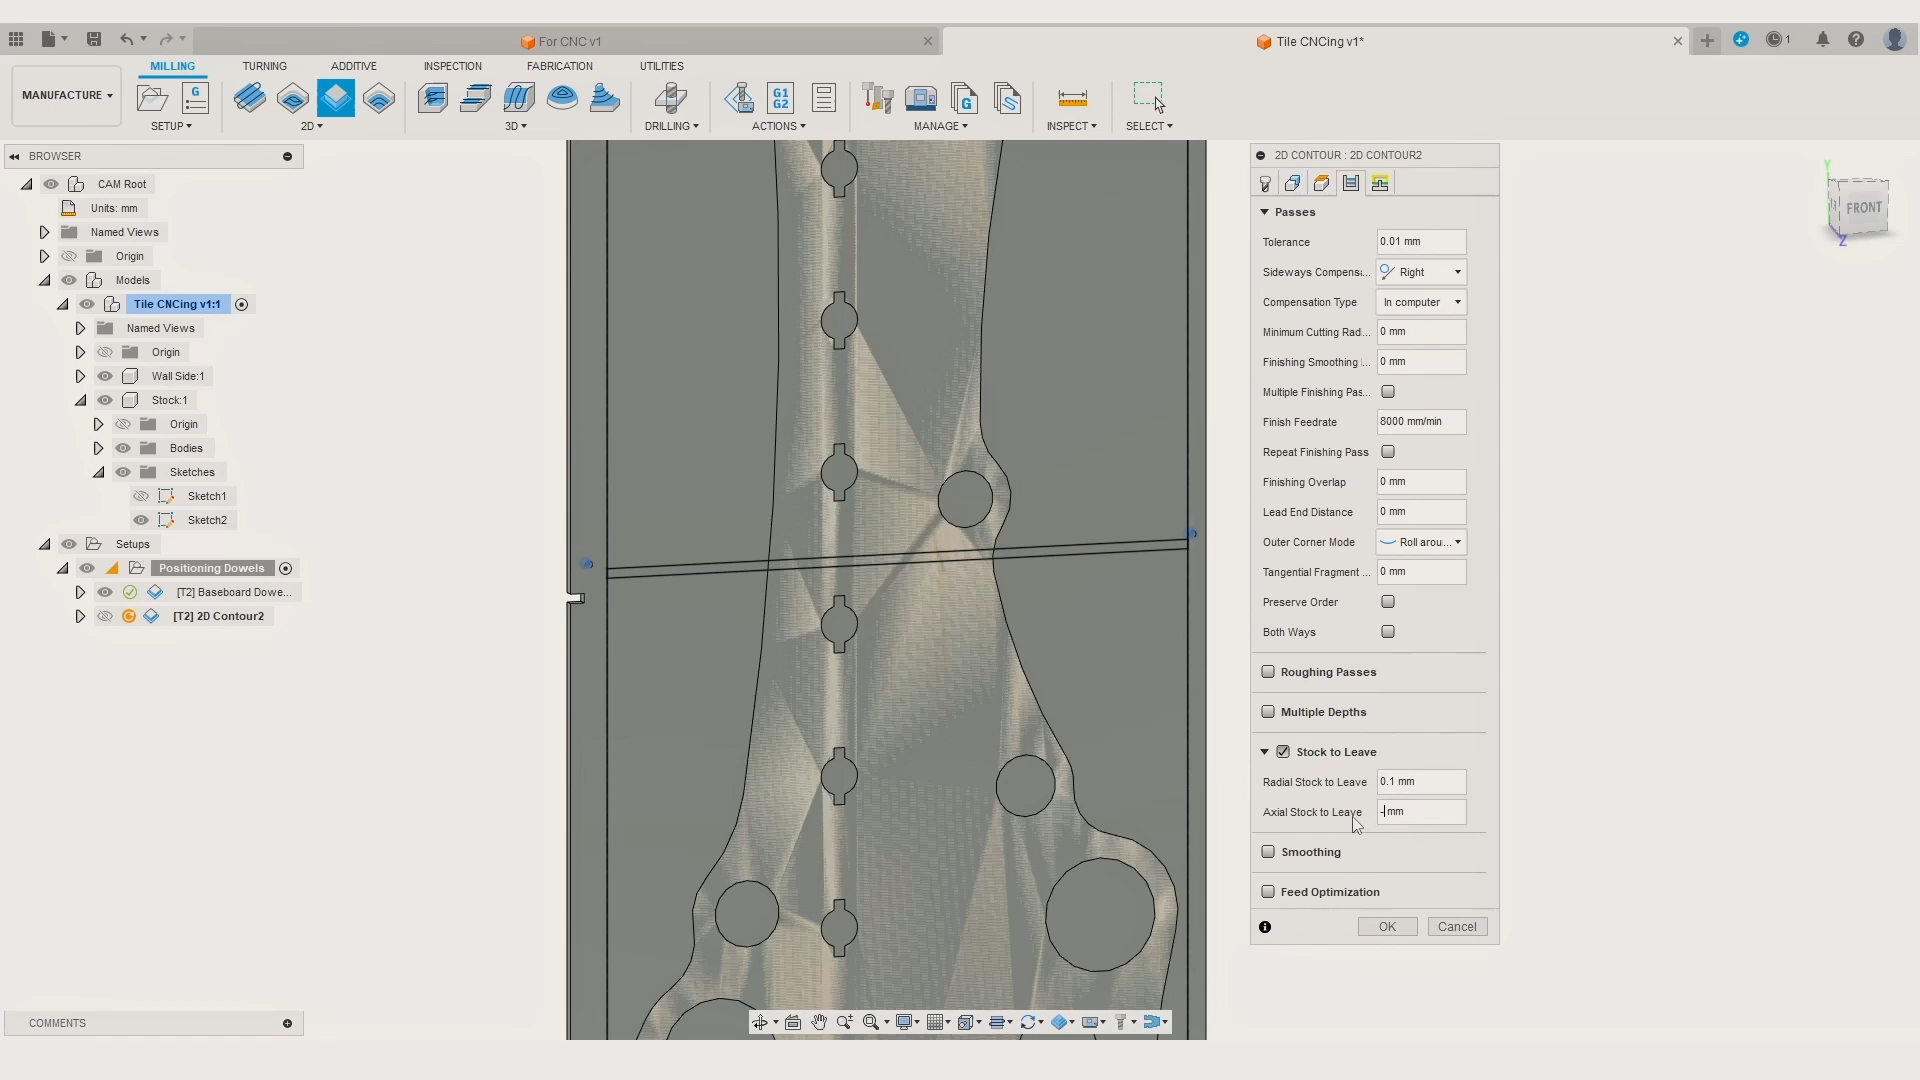 For CNC v1
Tile CNCing v1*
1
MANUFACTURE
MILLING
TURNING
ADDITIVE
INSPECTION
FABRICATION
UTILITIES
G
G1
G2
G
SETUP
2D
3D
DRILLING
ACTIONS
MANAGE
INSPECT
SELECT
BROWSER
CAM Root
Units: mm
Named Views
Origin
Models
Tile CNCing v1:1
Named Views
Origin
Wall Side:1
Stock:1
Origin
Bodies
Sketches
Sketch1
Sketch2
Setups
Positioning Dowels
[T2] Baseboard Dowe...
[T2] 2D Contour2
COMMENTS
2D CONTOUR : 2D CONTOUR2
Passes
Tolerance 0.01 mm
Sideways Compensa... Right
Compensation Type In computer
Minimum Cutting Rad... 0 mm
Finishing Smoothing 0 mm
Multiple Finishing Pas...
Finish Feedrate 8000 mm/min
Repeat Finishing Pass
Finishing Overlap 0 mm
Lead End Distance 0 mm
Outer Corner Mode Roll arou...
Tangential Fragment ... 0 mm
Preserve Order
Both Ways
Roughing Passes
Multiple Depths
Stock to Leave
Radial Stock to Leave 0.1 mm
Axial Stock to Leave - mm
Smoothing
Feed Optimization
OK
Cancel
Y
FRONT
Z